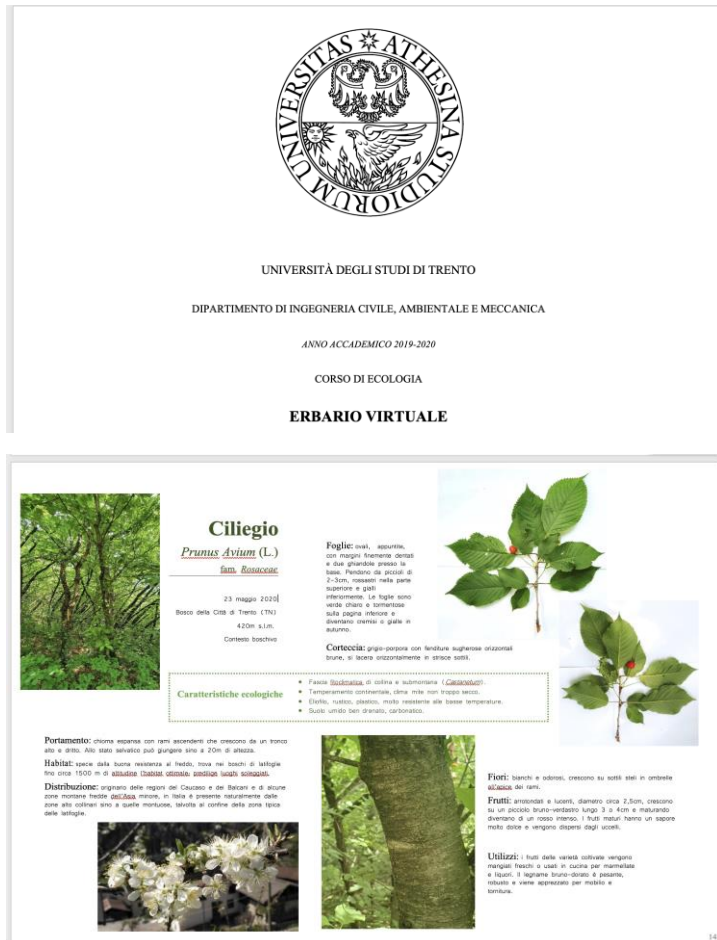 UNIVERSITAS ATHESINA STUDIORUM
UNIVERSITÀ DEGLI STUDI DI TRENTO
DIPARTIMENTO DI INGEGNERIA CIVILE, AMBIENTALE E MECCANICA
ANNO ACCADEMICO 2019-2020
CORSO DI ECOLOGIA
ERBARIO VIRTUALE
Ciliegio
Prunus Avium (L.)
fam. Rosaceae
23 maggio 2020
Bosco della Città di Trento (TN)
420m s.l.m.
Contesto boschivo
Foglie: ovali, appuntite,
con margini finemente dentati
e due ghiandole presso la
base. Pendono da piccioli di
2-3cm, rossastri nella parte
superiore e gialli
inferiormente. Le foglie sono
verde chiaro e tormentose
sulla pagina inferiore e
diventano cremisi o gialle in
autunno.
Corteccia: grigio-porpora con fenditure sugherose orizzontali
brune, si lacera orizzontalmente in strisce sottili.
Caratteristiche ecologiche
Fascia fitoclimatica di collina e submontana (Castanetum).
Temperamento continentale, clima mite non troppo secco.
Eliofilo, rustico, plastico, molto resistente alle basse temperature.
Suolo umido ben drenato, carbonatico.
Portamento: chioma espansa con rami ascendenti che crescono da un tronco
alto e dritto. Allo stato selvatico può giungere sino a 20m di altezza.
Habitat: specie dalla buona resistenza al freddo, trova nei boschi di latifoglie
fino circa 1500 m di altitudine l'habitat ottimale; predilige luoghi soleggiati.
Distribuzione: originario delle regioni del Caucaso e dei Balcani e di alcune
zone montane fredde dell'Asia minore, in Italia è presente naturalmente dalle
zone alto collinari sino a quelle montuose, talvolta al confine della zona tipica
delle latifoglie.
Fiori: bianchi e odorosi, crescono su sottili steli in ombrelle
all'apice dei rami.
Frutti: arrotondati e lucenti, diametro circa 2,5cm, crescono
su un picciolo bruno-verdastro lungo 3 o 4cm e maturando
diventano di un rosso intenso. I frutti maturi hanno un sapore
molto dolce e vengono dispersi dagli uccelli.
Utilizzi: i frutti delle varietà coltivate vengono
mangiati freschi o usati in cucina per marmellate
e liquori. Il legname bruno-dorato è pesante,
robusto e viene apprezzato per mobilio e
tornitura.
14